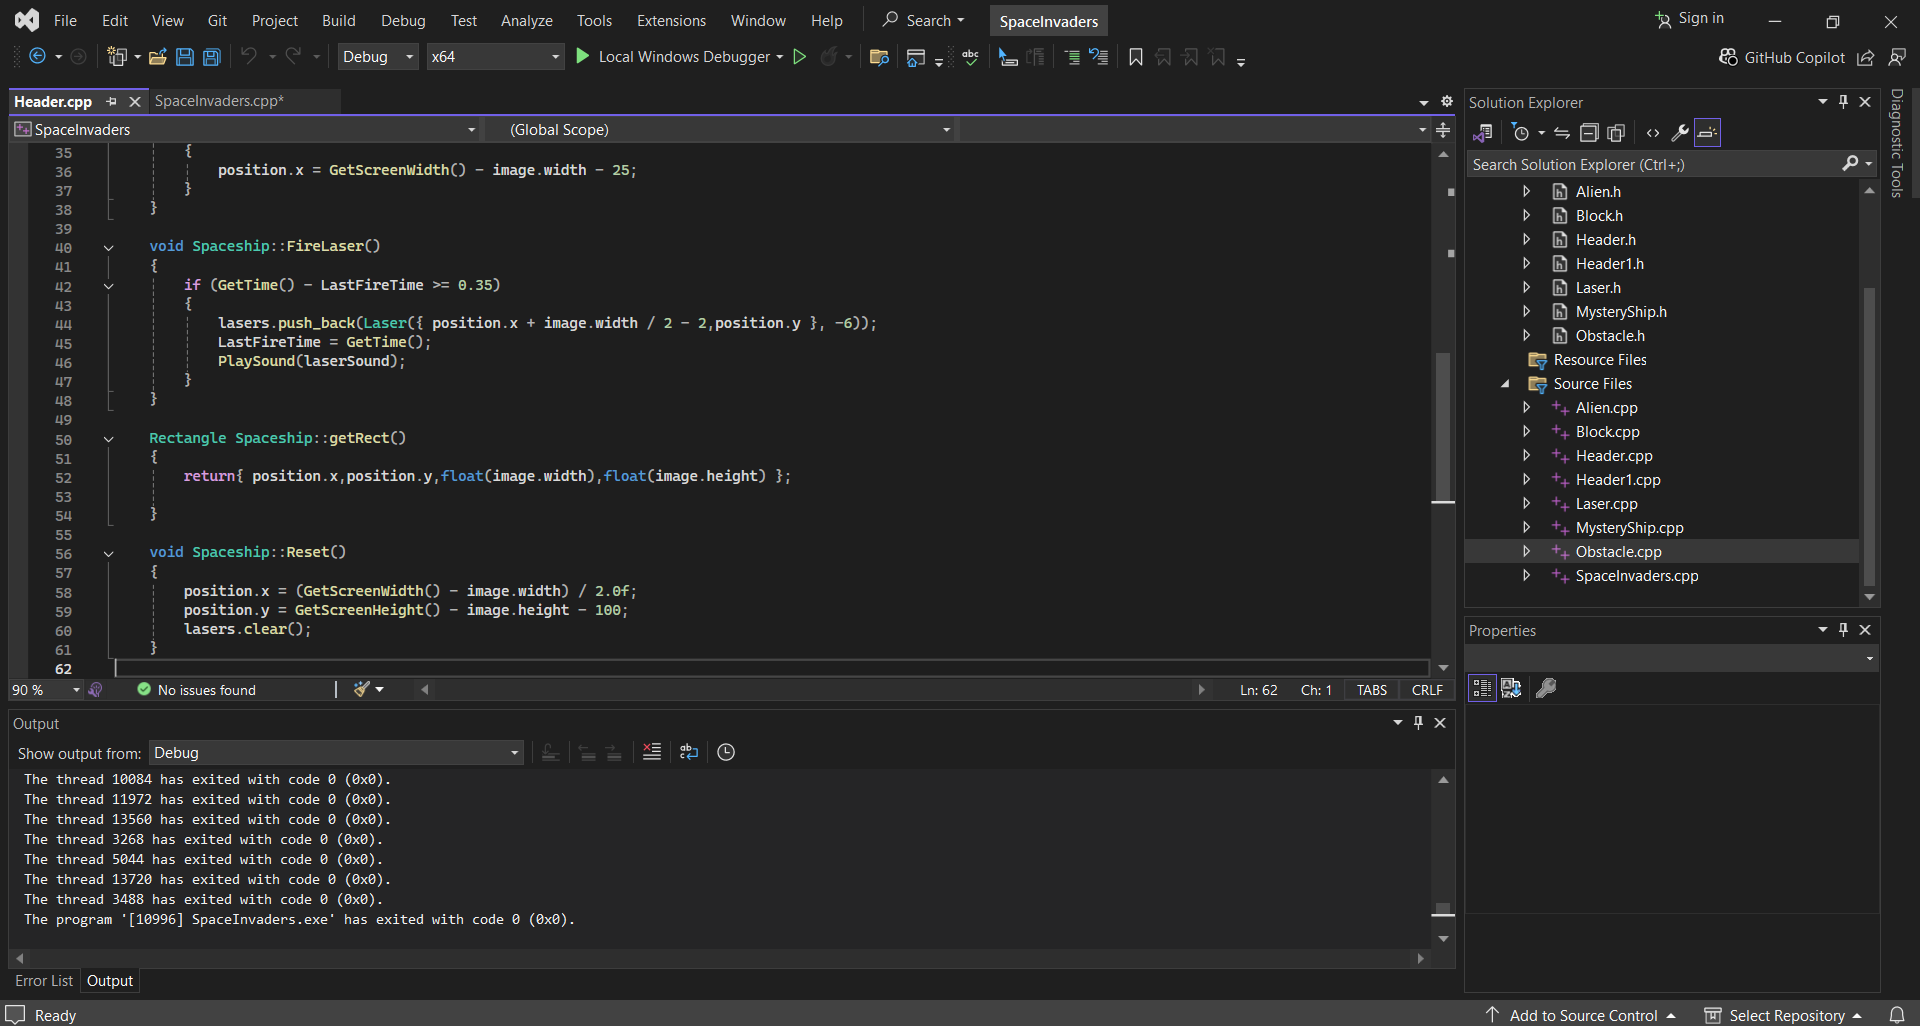 File Edit View Git Project Build Debug Test Analyze Tools Extensions Window Help Search SpaceInvaders Sign in
Debug x64 Local Windows Debugger abc GitHub Copilot
Header.cpp SpaceInvaders.cpp*
SpaceInvaders (Global Scope)
35 {
36 position.x = GetScreenWidth() - image.width - 25;
37 }
38 }
39
40 void Spaceship::FireLaser()
41 {
42 if (GetTime() - LastFireTime >= 0.35)
43 {
44 lasers.push_back(Laser({ position.x + image.width / 2 - 2,position.y }, -6));
45 LastFireTime = GetTime();
46 PlaySound(laserSound);
47 }
48 }
49
50 Rectangle Spaceship::getRect()
51 {
52 return{ position.x,position.y,float(image.width),float(image.height) };
53
54 }
55
56 void Spaceship::Reset()
57 {
58 position.x = (GetScreenWidth() - image.width) / 2.0f;
59 position.y = GetScreenHeight() - image.height - 100;
60 lasers.clear();
61 }
62
90 % No issues found Ln: 62 Ch: 1 TABS CRLF
Output
Show output from: Debug
The thread 10084 has exited with code 0 (0x0).
The thread 11972 has exited with code 0 (0x0).
The thread 13560 has exited with code 0 (0x0).
The thread 3268 has exited with code 0 (0x0).
The thread 5044 has exited with code 0 (0x0).
The thread 13720 has exited with code 0 (0x0).
The thread 3488 has exited with code 0 (0x0).
The program '[10996] SpaceInvaders.exe' has exited with code 0 (0x0).
Error List Output
Solution Explorer
Search Solution Explorer (Ctrl+;)
Alien.h
Block.h
Header.h
Header1.h
Laser.h
MysteryShip.h
Obstacle.h
Resource Files
Source Files
Alien.cpp
Block.cpp
Header.cpp
Header1.cpp
Laser.cpp
MysteryShip.cpp
Obstacle.cpp
SpaceInvaders.cpp
Properties
Diagnostic Tools
Ready Add to Source Control Select Repository